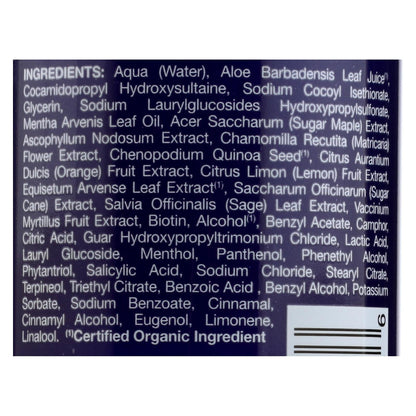 INGREDIENTS: Aqua (Water), Aloe Barbadensis Leaf Juice⁽¹⁾,
Cocamidopropyl Hydroxysultaine, Sodium Cocoyl Isethionate,
Glycerin, Sodium Laurylglucosides Hydroxypropylsulfonate,
Mentha Arvenis Leaf Oil, Acer Saccharum (Sugar Maple) Extract,
Ascophyllum Nodosum Extract, Chamomilla Recutita (Matricaria)
Flower Extract, Chenopodium Quinoa Seed⁽¹⁾, Citrus Aurantium
Dulcis (Orange) Fruit Extract, Citrus Limon (Lemon) Fruit Extract,
Equisetum Arvense Leaf Extract⁽¹⁾, Saccharum Officinarum (Sugar
Cane) Extract, Salvia Officinalis (Sage) Leaf Extract, Vaccinium
Myrtillus Fruit Extract, Biotin, Alcohol⁽¹⁾, Benzyl Acetate, Camphor,
Citric Acid, Guar Hydroxypropyltrimonium Chloride, Lactic Acid,
Lauryl Glucoside, Menthol, Panthenol, Phenethyl Alcohol,
Phytantriol, Salicylic Acid, Sodium Chloride, Stearyl Citrate,
Terpineol, Triethyl Citrate, Benzoic Acid , Benzyl Alcohol, Potassium
Sorbate, Sodium Benzoate, Cinnamal,
Cinnamyl Alcohol, Eugenol, Limonene,
Linalool. ⁽¹⁾Certified Organic Ingredient
6